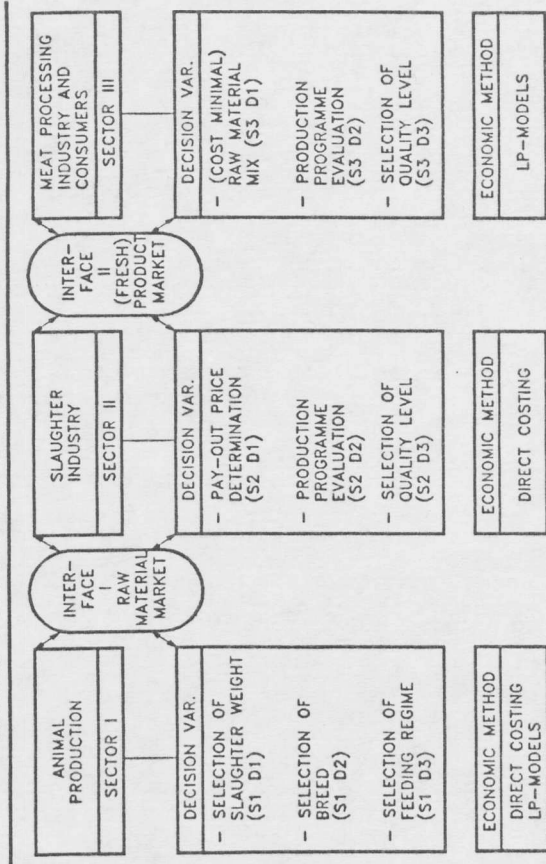 ANIMAL
PRODUCTION
SECTOR I
DECISION VAR.
- SELECTION OF
SLAUGHTER WEIGHT
(S1 D1)
- SELECTION OF
BREED
(S1 D2)
- SELECTION OF
FEEDING REGIME
(S1 D3)
ECONOMIC METHOD
DIRECT COSTING
LP-MODELS
INTER-
FACE
I
RAW
MATERIAL
MARKET
SLAUGHTER
INDUSTRY
SECTOR II
DECISION VAR.
- PAY-OUT PRICE
DETERMINATION
(S2 D1)
- PRODUCTION
PROGRAMME
EVALUATION
(S2 D2)
- SELECTION OF
QUALITY LEVEL
(S2 D3)
ECONOMIC METHOD
DIRECT COSTING
INTER-
FACE
II
(FRESH)
PRODUCT
MARKET
MEAT PROCESSING
INDUSTRY AND
CONSUMERS
SECTOR III
DECISION VAR.
- (COST MINIMAL)
RAW MATERIAL
MIX (S3 D1)
- PRODUCTION
PROGRAMME
EVALUATION
(S3 D2)
- SELECTION OF
QUALITY LEVEL
(S3 D3)
ECONOMIC METHOD
LP-MODELS